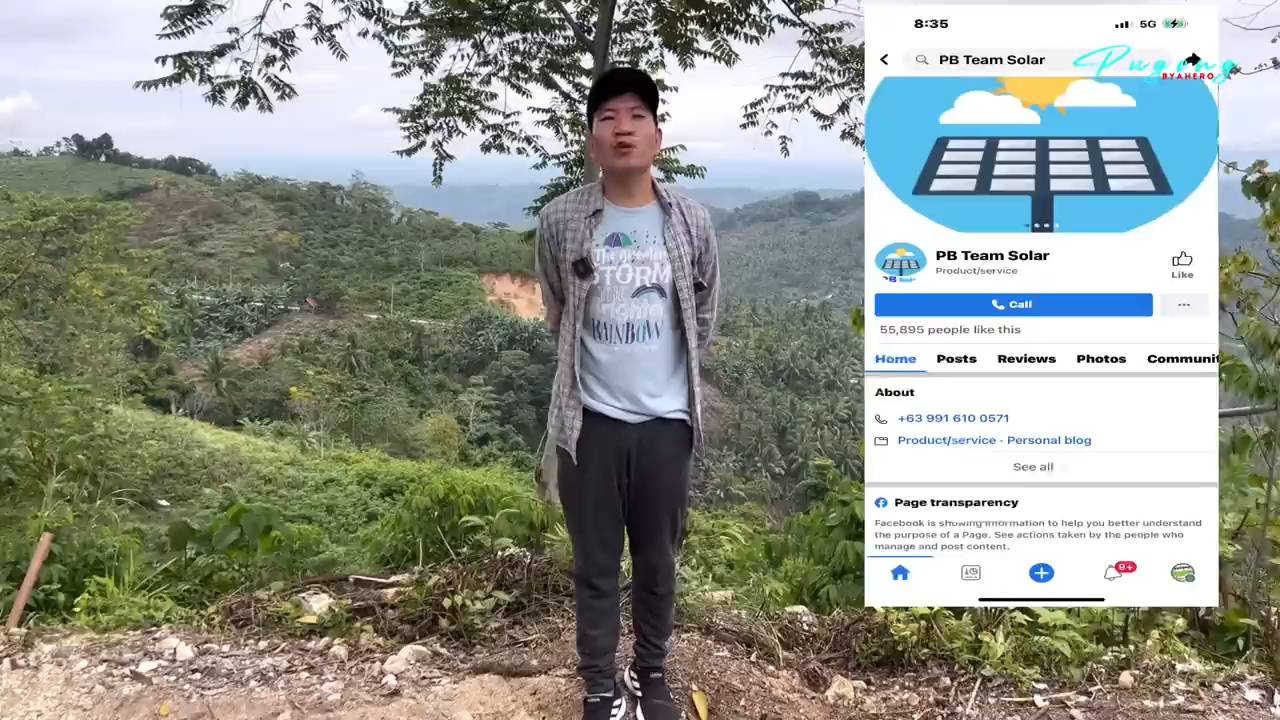 8:35
5G
PB Team Solar
Pugong
BYAHERO
PB Team Solar
Product/service
Like
Call
55,895 people like this
Home Posts Reviews Photos Communit
About
+63 991 610 0571
Product/service · Personal blog
See all
Page transparency
Facebook is showing information to help you better understand
the purpose of a Page. See actions taken by the people who
manage and post content.
9+
STORM
RAINBOW